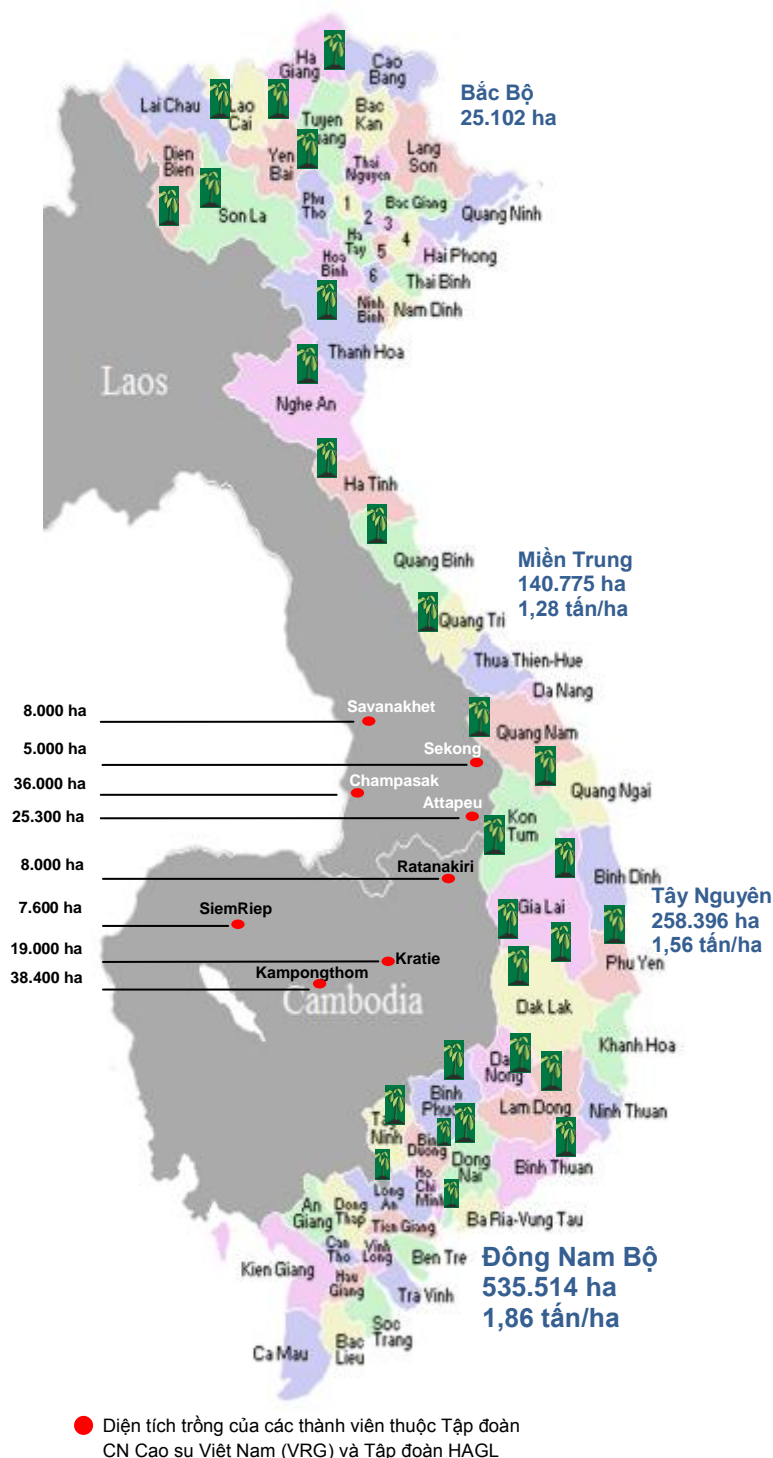 Ha
Giang
Cao
Bang
Bắc Bộ
25.102 ha
Lai Chau
Lao
Cai
Tuyen
Bac
Kan
Lang
Son
Dien
Bien
Yen
Bai
Thai
Nguyen
Son La
Phu
Tho
1
2
3
Bac Giang
Quang Ninh
Ha
Tay
4
5
6
Hai Phong
Hoa
Binh
Thai Binh
Ninh
Binh
Nam Dinh
Thanh Hoa
Laos
Nghe An
Ha Tinh
Quang Binh
Miền Trung
140.775 ha
1,28 tấn/ha
Quang Tri
Thua Thien-Hue
Da Nang
8.000 ha
Savanakhet
Quang Nam
5.000 ha
Sekong
36.000 ha
Champasak
Quang Ngai
25.300 ha
Attapeu
Kon
Tum
8.000 ha
Ratanakiri
Binh Dinh
7.600 ha
SiemRiep
Gia Lai
Tây Nguyên
258.396 ha
1,56 tấn/ha
19.000 ha
Kratie
Phu Yen
38.400 ha
Kampongthom
Cambodia
Dak Lak
Khanh Hoa
Da
Nong
Binh
Phuoc
Lam Dong
Ninh Thuan
Tay
Ninh
Binh
Duong
Dong
Nai
Binh Thuan
Ho
Chi
Minh
Long
An
An
Giang
Dong
Thap
Tien Giang
Ba Ria-Vung Tau
Can
Tho
Vinh
Long
Ben Tre
Kien Giang
Hau
Giang
Tra Vinh
Đông Nam Bộ
535.514 ha
1,86 tấn/ha
Soc
Trang
Ca Mau
Bac
Lieu
Diện tích trồng của các thành viên thuộc Tập đoàn
CN Cao su Việt Nam (VRG) và Tập đoàn HAGL